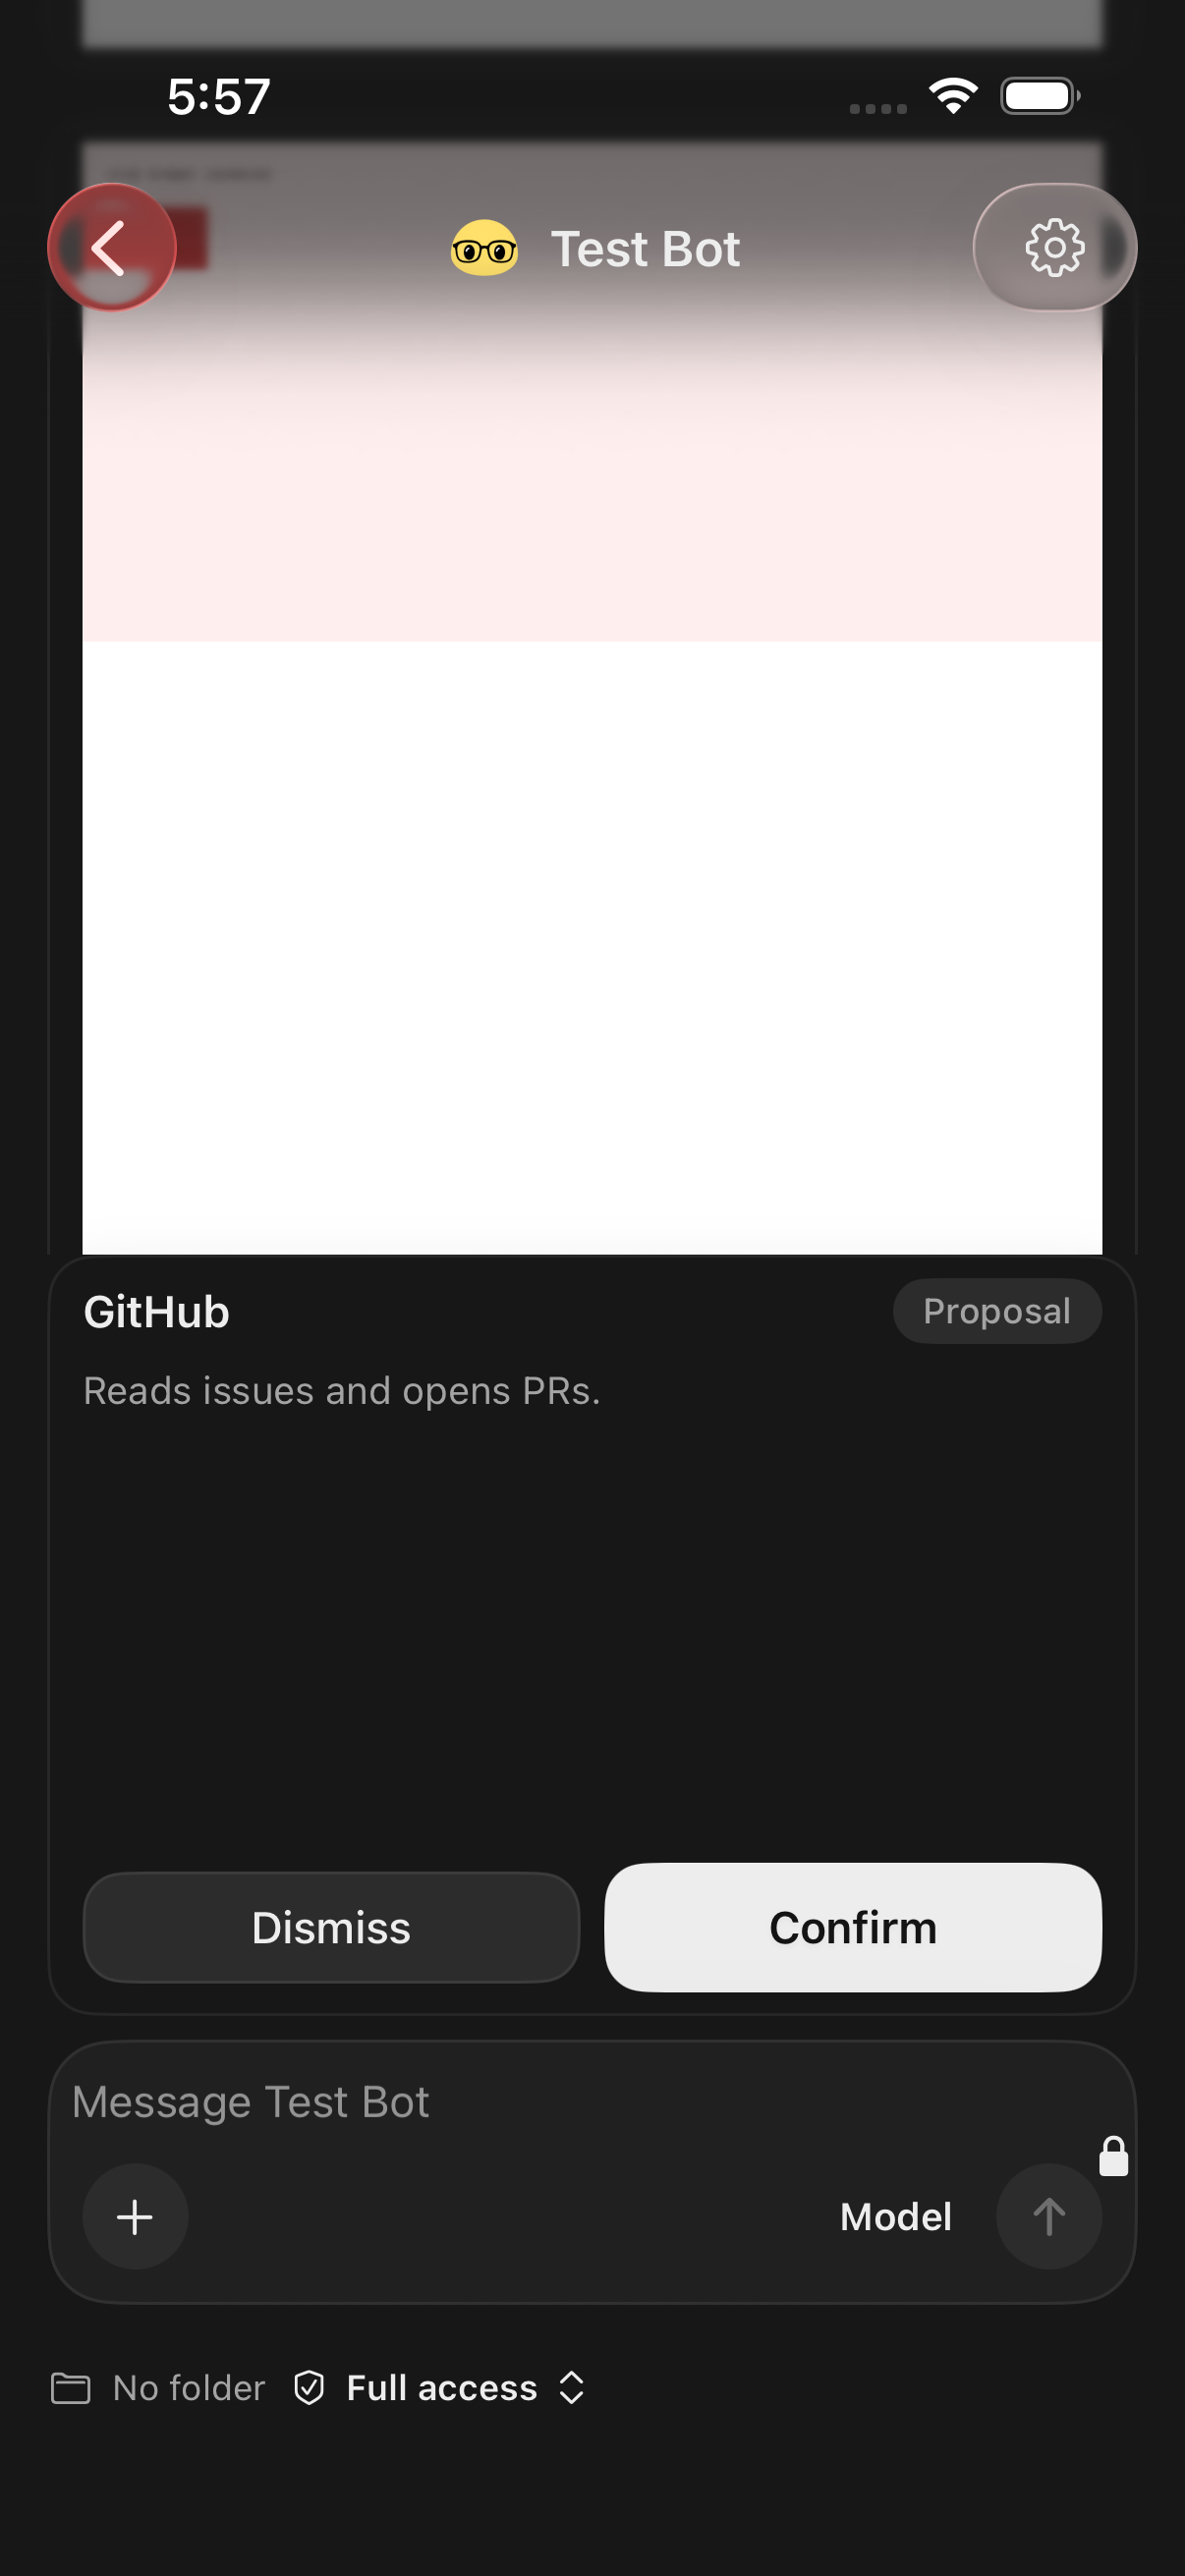 5:57
Test Bot
GitHub
Proposal
Reads issues and opens PRs.
Dismiss
Confirm
Message Test Bot
Model
No folder
Full access